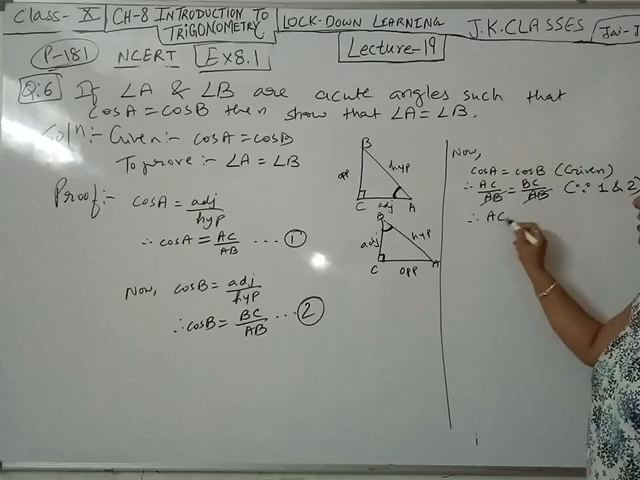 Class- X CH-8 INTRODUCTION TO TRIGONOMETRY LOCK-DOWN LEARNING J.K.CLASSES
P-181 NCERT Ex 8.1 Lecture-19
Q:6 If ∠A & ∠B are acute angles such that
cosA = cosB then show that ∠A = ∠B.
Sol^n:- Given:- cosA = cosB
To prove:- ∠A = ∠B
Proof:- cosA = adj/hyp
∴ cosA = AC/AB ---- 1
Now, cosB = adj/hyp
∴ cosB = BC/AB ---- 2
B
opp hyp
C adj A
B
adj hyp
C opp A
Now,
cosA = cosB (Given)
∴ AC/AB = BC/AB (∵ 1 & 2)
∴ AC